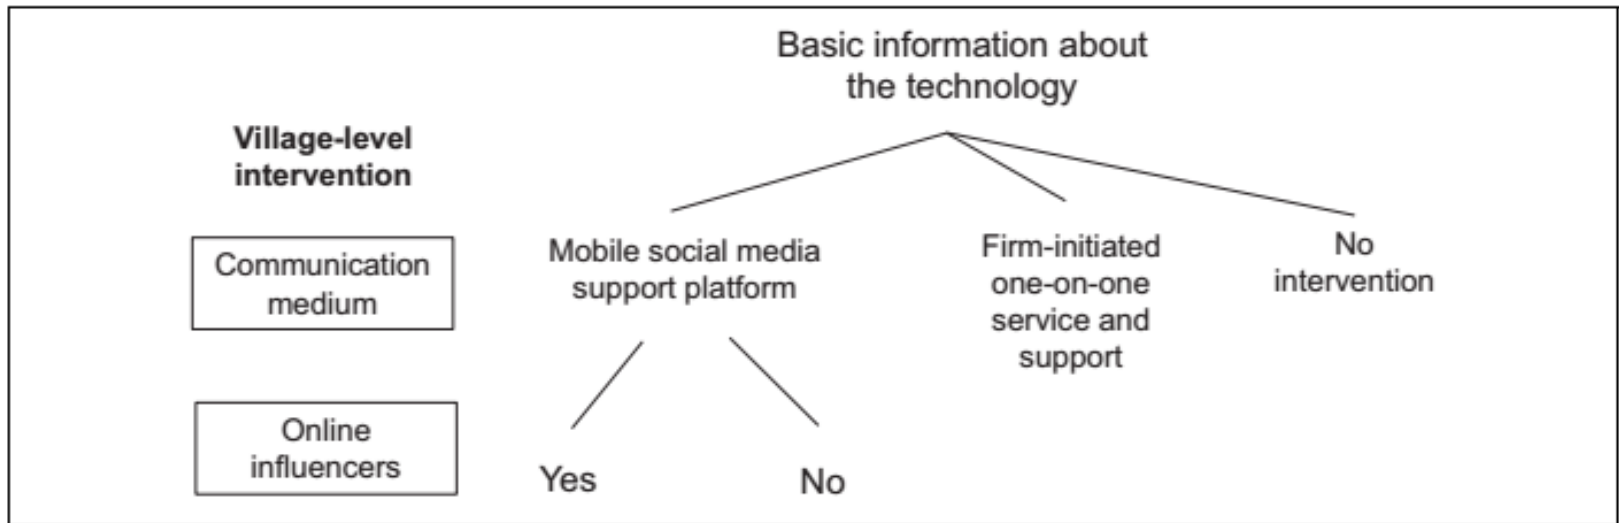 Basic information about
the technology
Village-level
intervention
Communication
medium
Mobile social media
support platform
Firm-initiated
one-on-one
service and
support
No
intervention
Online
influencers
Yes
No